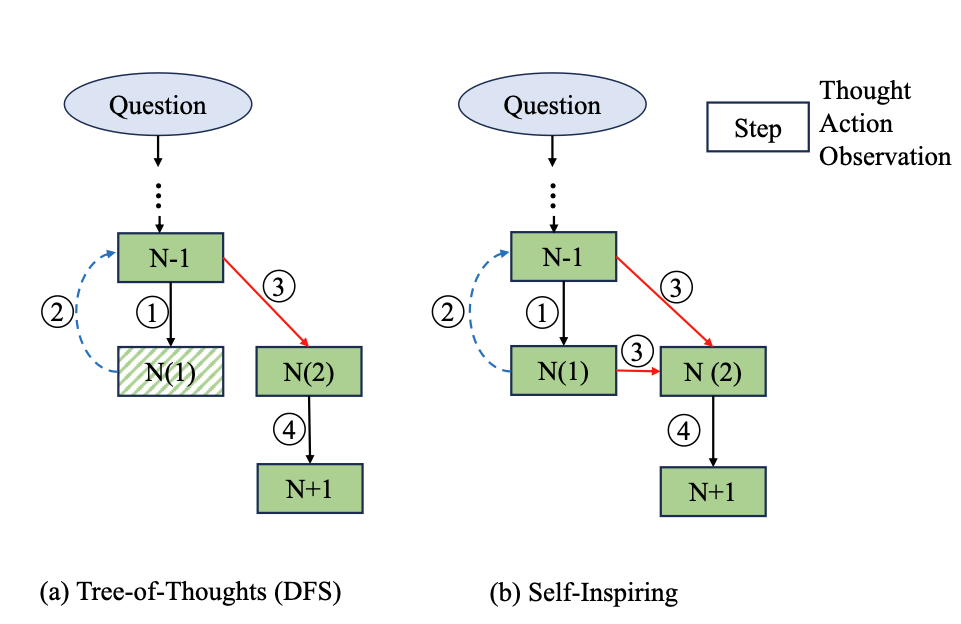 Question
N-1
①
②
③
N(1)
N(2)
④
N+1
(a) Tree-of-Thoughts (DFS)
Question
N-1
①
②
③
N(1)
③
N (2)
④
N+1
(b) Self-Inspiring
Step
Thought
Action
Observation